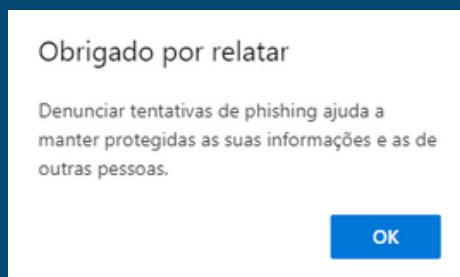 Obrigado por relatar
Denunciar tentativas de phishing ajuda a
manter protegidas as suas informações e as de
outras pessoas.
OK